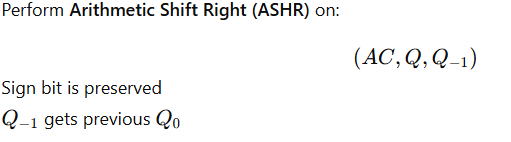 Perform Arithmetic Shift Right (ASHR) on:
(AC, Q, Q₋₁)
Sign bit is preserved
Q₋₁ gets previous Q₀